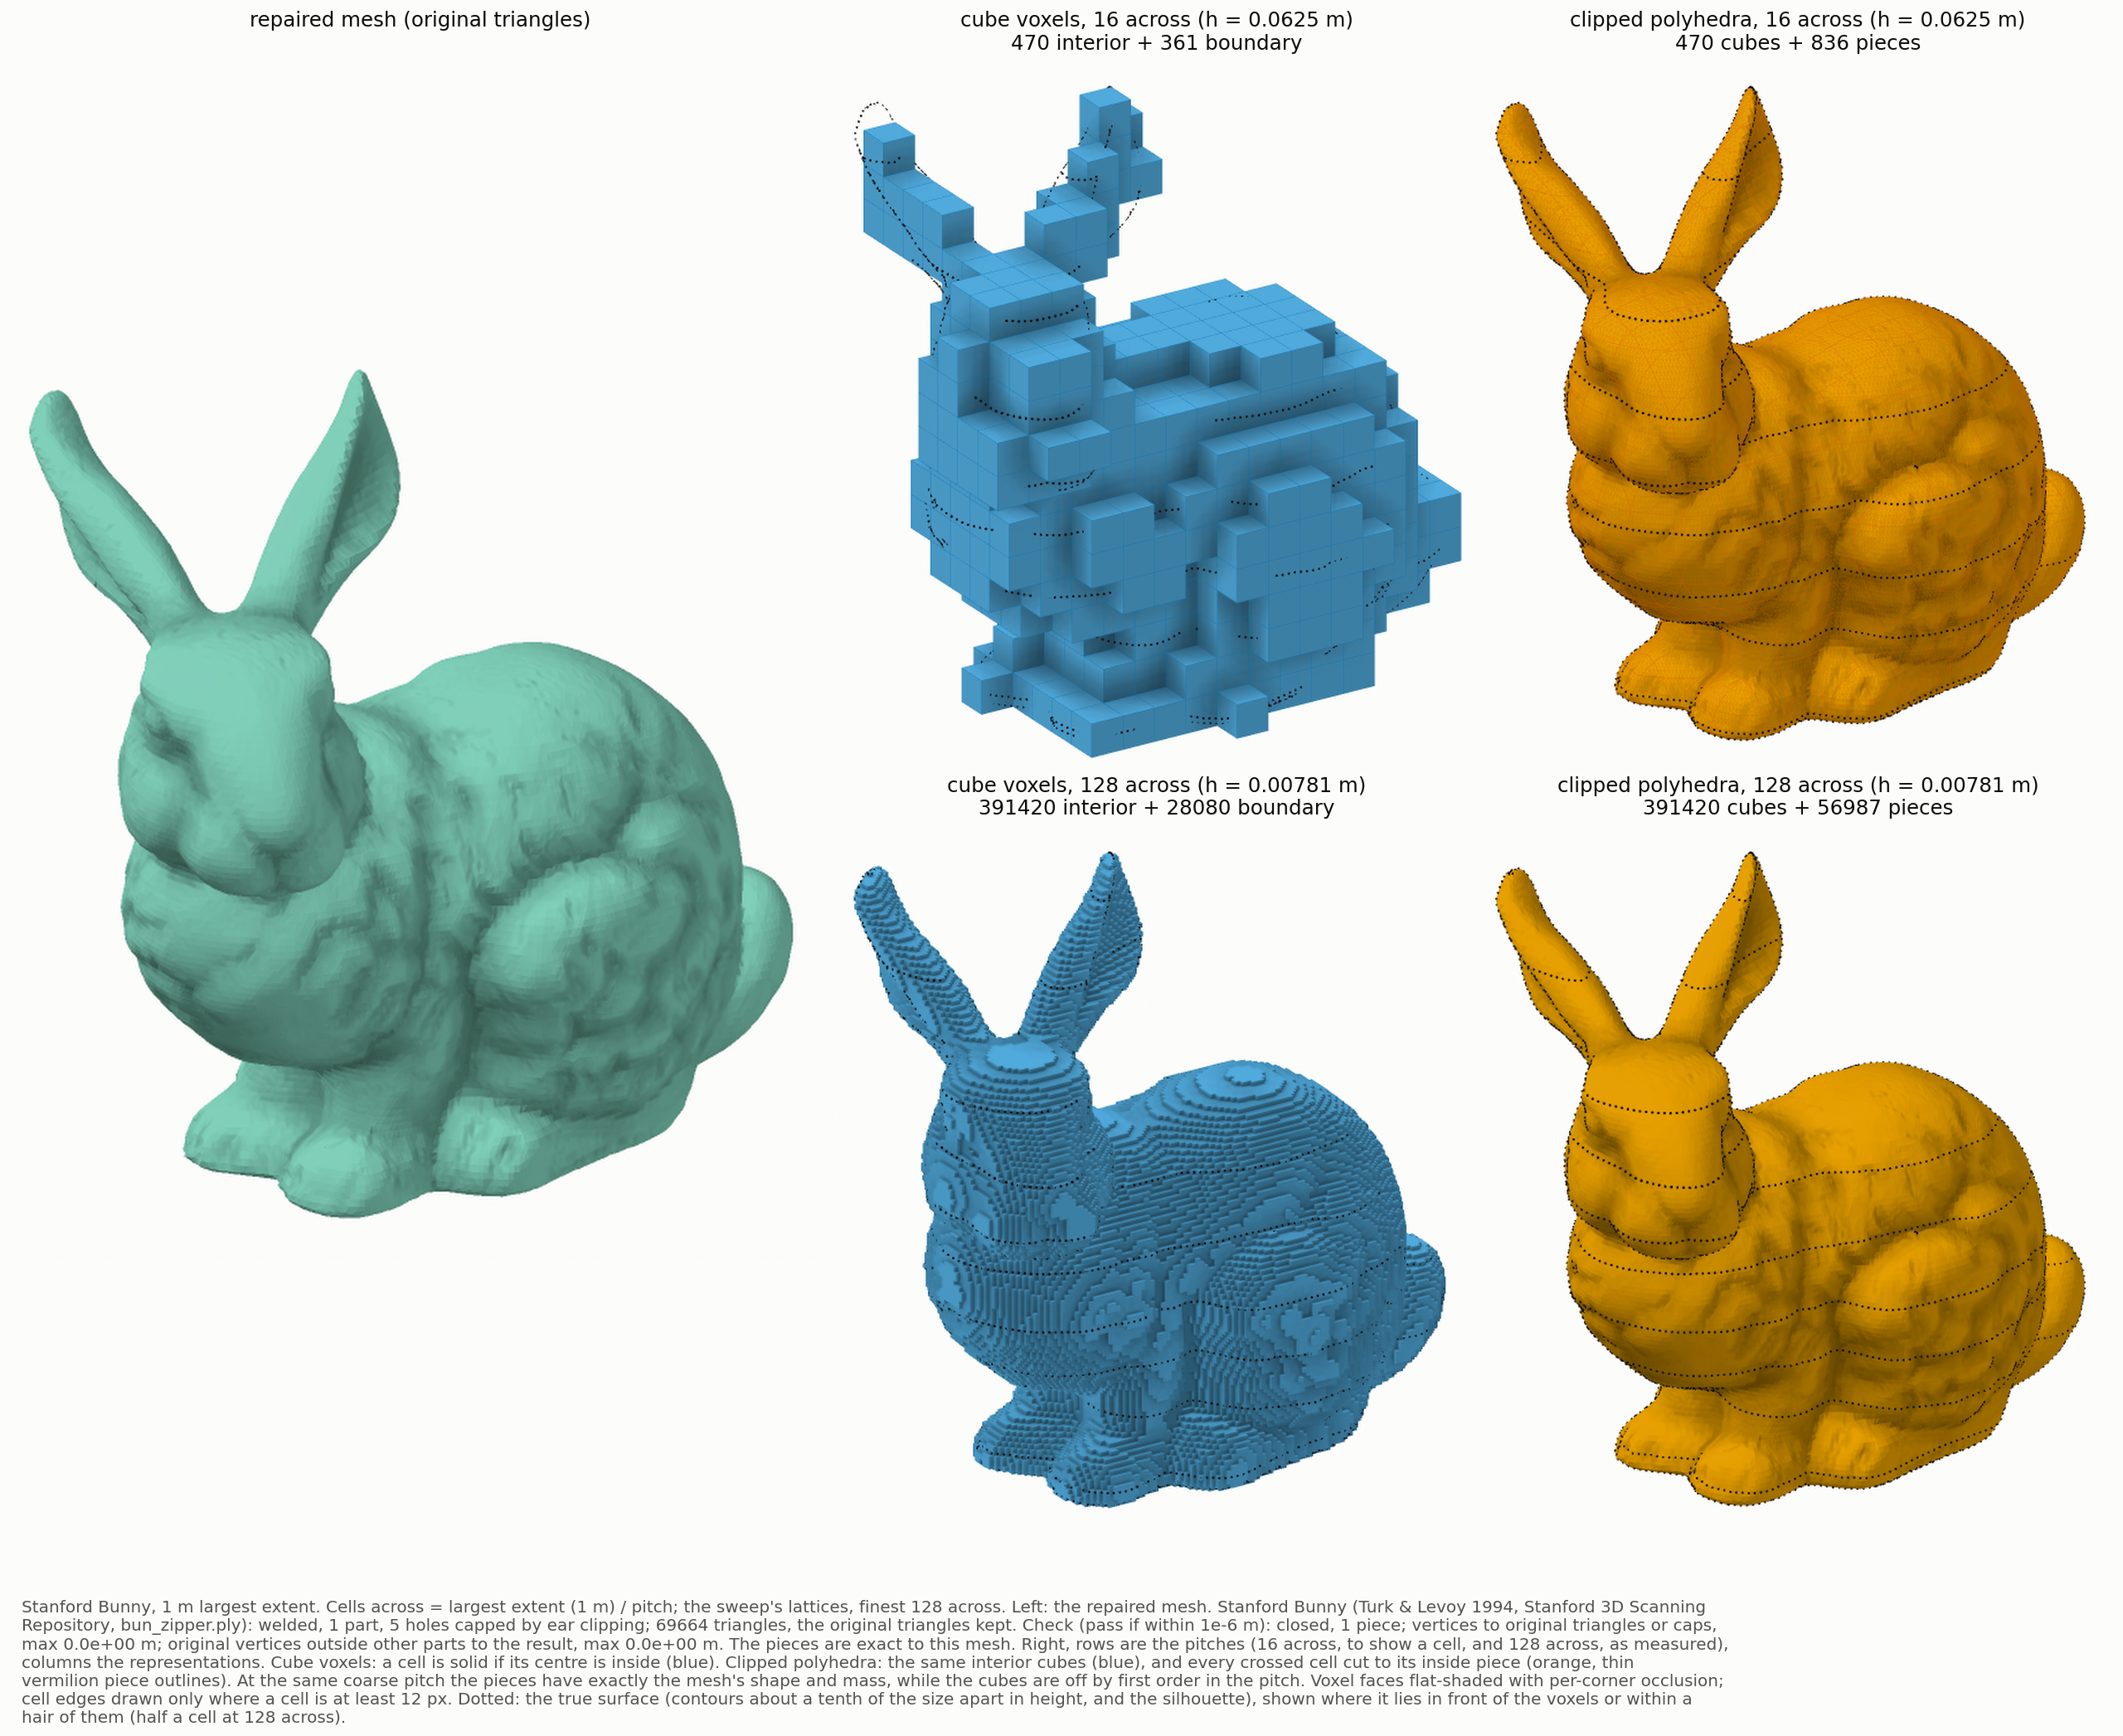 repaired mesh (original triangles)
cube voxels, 16 across (h = 0.0625 m)
470 interior + 361 boundary
clipped polyhedra, 16 across (h = 0.0625 m)
470 cubes + 836 pieces
cube voxels, 128 across (h = 0.00781 m)
391420 interior + 28080 boundary
clipped polyhedra, 128 across (h = 0.00781 m)
391420 cubes + 56987 pieces
Stanford Bunny, 1 m largest extent. Cells across = largest extent (1 m) / pitch; the sweep's lattices, finest 128 across. Left: the repaired mesh. Stanford Bunny (Turk & Levoy 1994, Stanford 3D Scanning
Repository, bun_zipper.ply): welded, 1 part, 5 holes capped by ear clipping; 69664 triangles, the original triangles kept. Check (pass if within 1e-6 m): closed, 1 piece; vertices to original triangles or caps,
max 0.0e+00 m; original vertices outside other parts to the result, max 0.0e+00 m. The pieces are exact to this mesh. Right, rows are the pitches (16 across, to show a cell, and 128 across, as measured),
columns the representations. Cube voxels: a cell is solid if its centre is inside (blue). Clipped polyhedra: the same interior cubes (blue), and every crossed cell cut to its inside piece (orange, thin
vermilion piece outlines). At the same coarse pitch the pieces have exactly the mesh's shape and mass, while the cubes are off by first order in the pitch. Voxel faces flat-shaded with per-corner occlusion;
cell edges drawn only where a cell is at least 12 px. Dotted: the true surface (contours about a tenth of the size apart in height, and the silhouette), shown where it lies in front of the voxels or within a
hair of them (half a cell at 128 across).